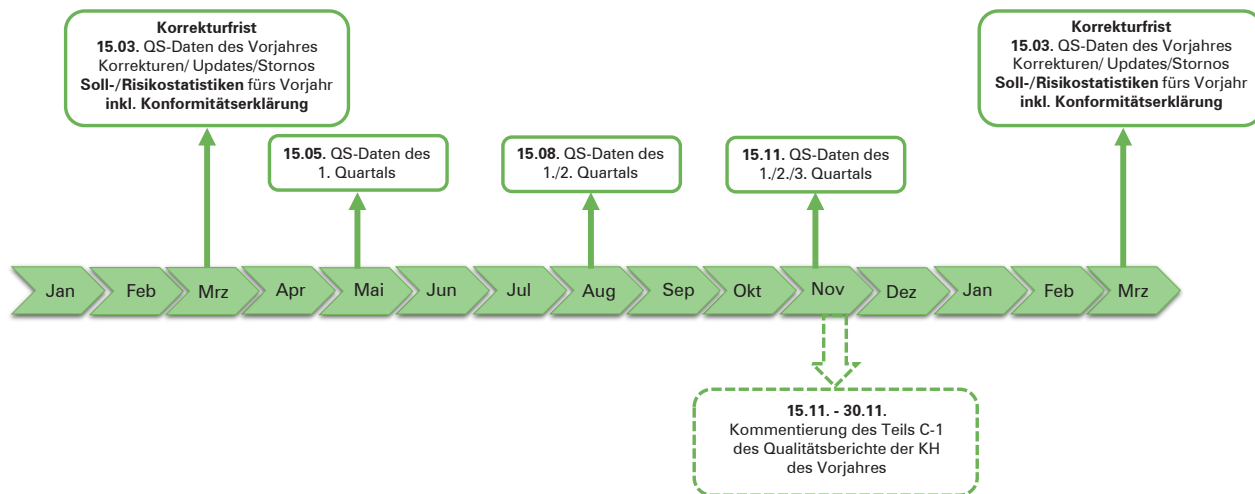 Korrekturfrist
15.03. QS-Daten des Vorjahres
Korrekturen/ Updates/Stornos
Soll-/Risikostatistiken fürs Vorjahr
inkl. Konformitätserklärung
15.05. QS-Daten des
1. Quartals
15.08. QS-Daten des
1./2. Quartals
15.11. QS-Daten des
1./2./3. Quartals
Korrekturfrist
15.03. QS-Daten des Vorjahres
Korrekturen/ Updates/Stornos
Soll-/Risikostatistiken fürs Vorjahr
inkl. Konformitätserklärung
Jan Feb Mrz Apr Mai Jun Jul Aug Sep Okt Nov Dez Jan Feb Mrz
15.11. - 30.11.
Kommentierung des Teils C-1
des Qualitätsberichte der KH
des Vorjahres